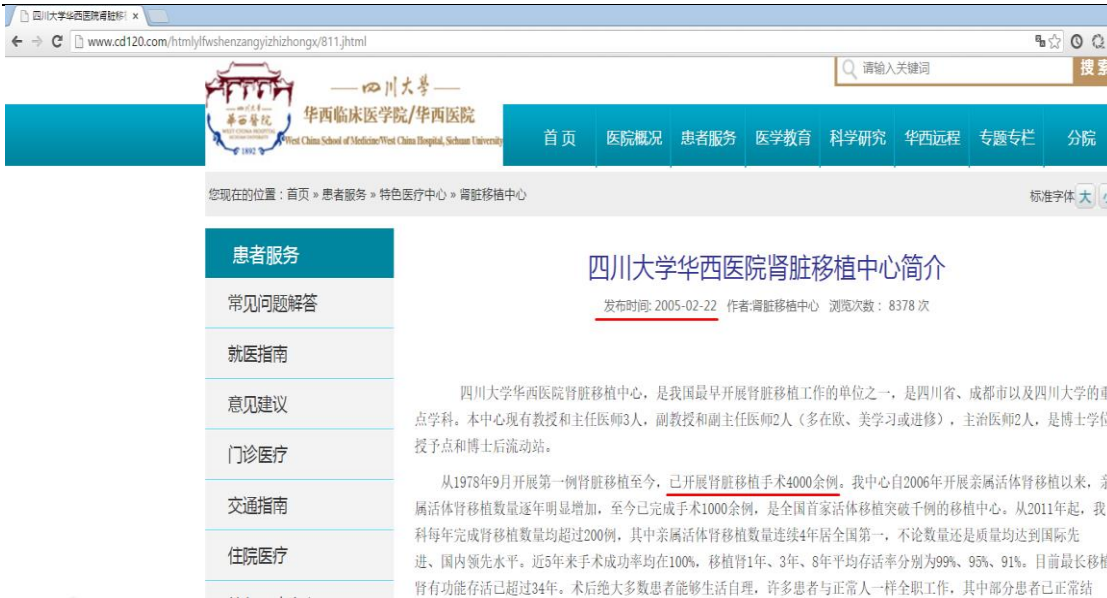 四川大学华西医院肾脏移
www.cd120.com/htmlylfwshenzangyizhizhongx/811.jhtml
请输入关键词
搜索
四川大学
华西临床医学院/华西医院
West China School of Medicine/West China Hospital, Sichuan University
華西醫院
1892
首页 医院概况 患者服务 医学教育 科学研究 华西远程 专题专栏 分院
您现在的位置：首页 » 患者服务 » 特色医疗中心 » 肾脏移植中心
标准字体 大 小
患者服务
常见问题解答
就医指南
意见建议
门诊医疗
交通指南
住院医疗
四川大学华西医院肾脏移植中心简介
发布时间: 2005-02-22 作者:肾脏移植中心 浏览次数： 8378 次
四川大学华西医院肾脏移植中心，是我国最早开展肾脏移植工作的单位之一，是四川省、成都市以及四川大学的重
点学科。本中心现有教授和主任医师3人，副教授和副主任医师2人（多在欧、美学习或进修），主治医师2人，是博士学位
授予点和博士后流动站。
从1978年9月开展第一例肾脏移植至今，已开展肾脏移植手术4000余例。我中心自2006年开展亲属活体肾移植以来，亲
属活体肾移植数量逐年明显增加，至今已完成手术1000余例，是全国首家活体移植突破千例的移植中心。从2011年起，我
科每年完成肾移植数量均超过200例，其中亲属活体肾移植数量连续4年居全国第一，不论数量还是质量均达到国际先
进、国内领先水平。近5年来手术成功率均在100%，移植肾1年、3年、8年平均存活率分别为99%、95%、91%。目前最长移植
肾有功能存活已超过34年。术后绝大多数患者能够生活自理，许多患者与正常人一样全职工作，其中部分患者已正常结